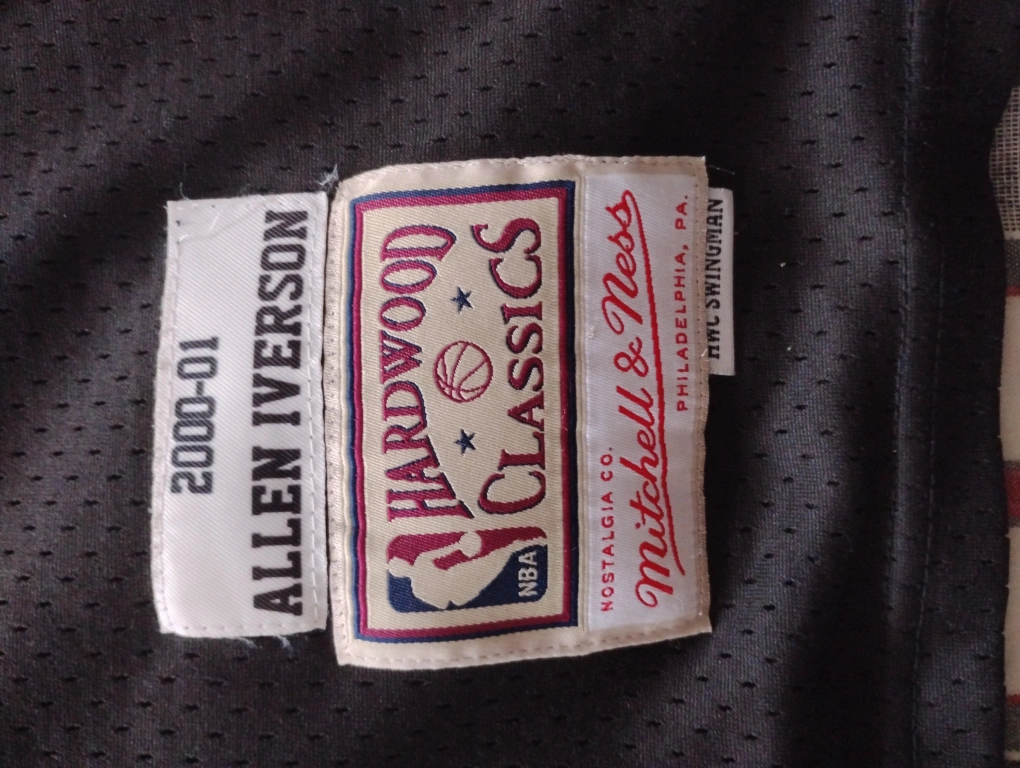 2000-01
ALLEN IVERSON
HARDWOOD
CLASSICS
NBA
NOSTALGIA CO.
Mitchell & Ness
PHILADELPHIA, PA.
HWC SWINGMAN